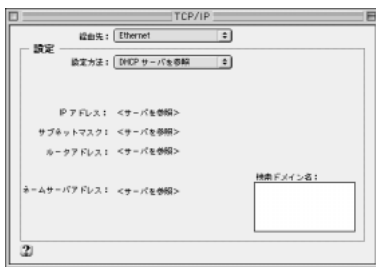 TCP/IP
経由先： Ethernet
設定
設定方法： DHCP サーバを参照
IP アドレス： <サーバを参照>
サブネットマスク： <サーバを参照>
ルータアドレス： <サーバを参照>
ネームサーバアドレス： <サーバを参照>
検索ドメイン名：
?